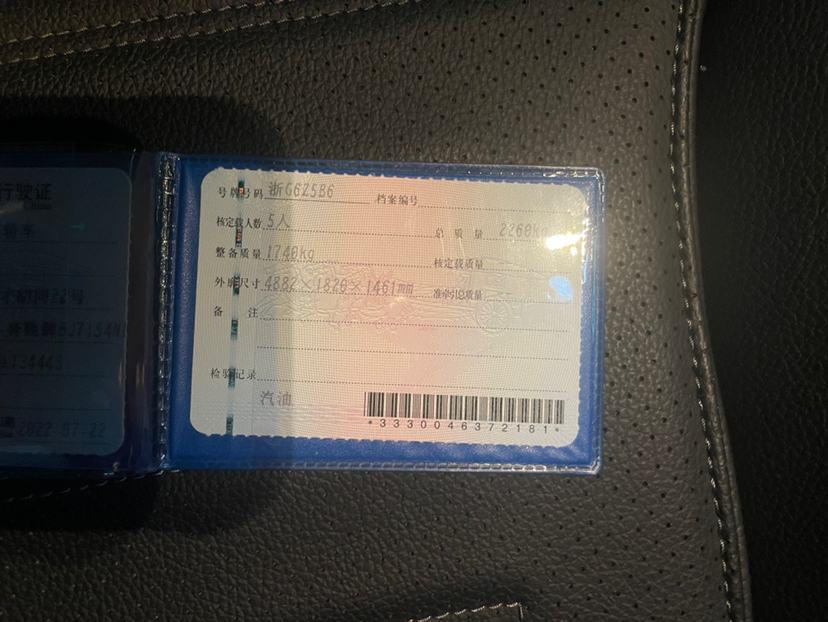 行驶证
2022-07-22
号牌号码 浙G6Z5B6 档案编号
核定载人数 5人 总质量 2260kg
整备质量 1740kg 核定载质量
外廓尺寸 4882×1820×1461mm 准牵引总质量
备注
检验记录
汽油
*3330046372181*